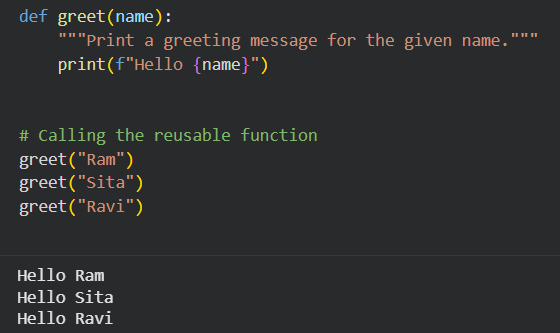 def greet(name):
    """Print a greeting message for the given name."""
    print(f"Hello {name}")
# Calling the reusable function
greet("Ram")
greet("Sita")
greet("Ravi")
Hello Ram
Hello Sita
Hello Ravi